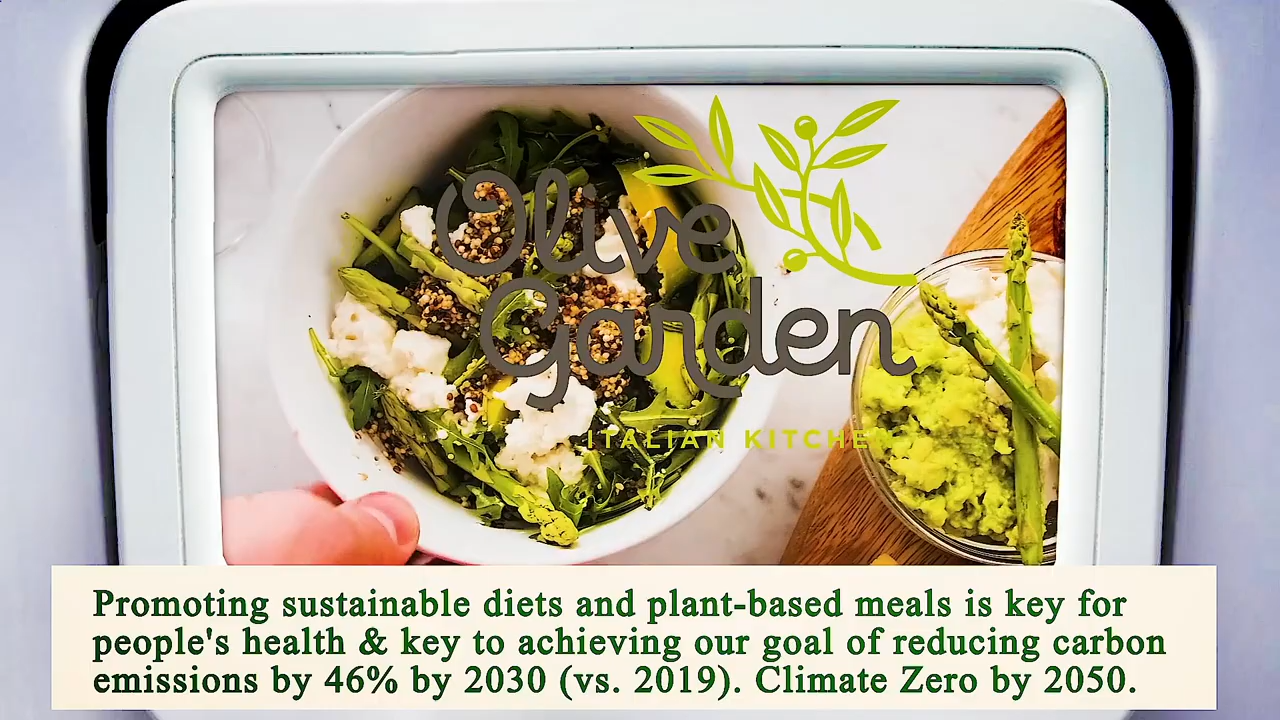 Olive
Garden
ITALIAN KITCHEN
Promoting sustainable diets and plant-based meals is key for
people's health & key to achieving our goal of reducing carbon
emissions by 46% by 2030 (vs. 2019). Climate Zero by 2050.